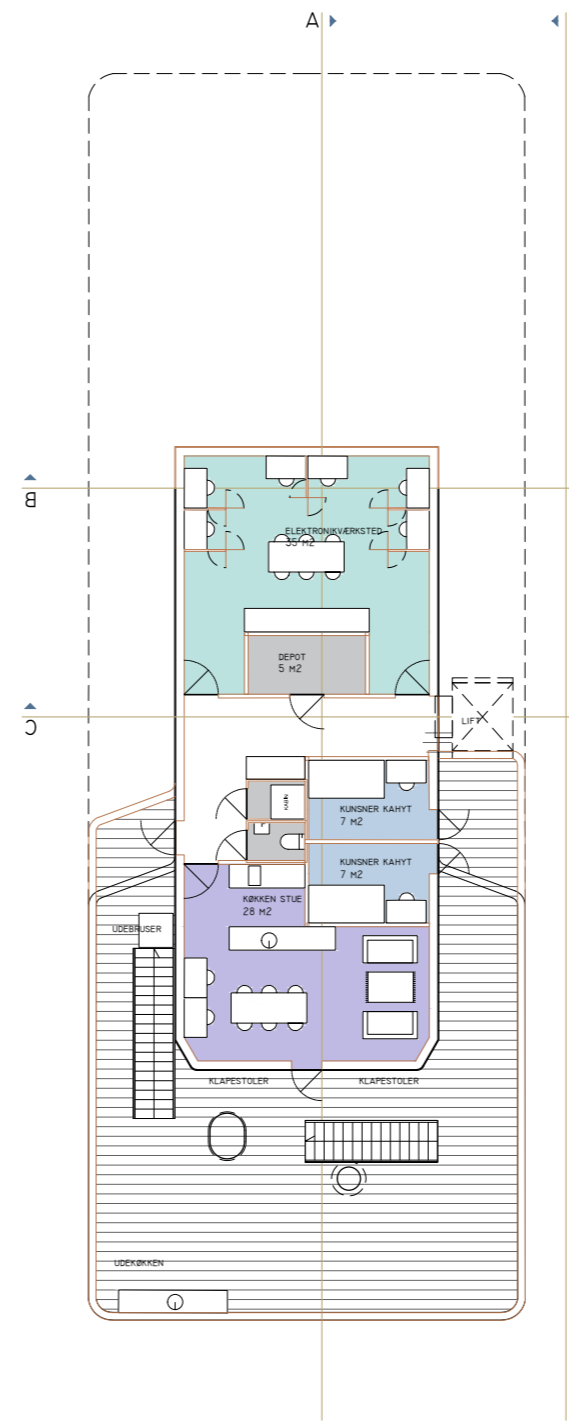 A
B
ELEKTRONIKVÆRKSTED
35 M2
DEPOT
5 M2
C
LIFT
KABIN
KUNSNER KAHYT
7 M2
KUNSNER KAHYT
7 M2
KØKKEN STUE
28 M2
UDEBRUSER
KLAPESTOLER
KLAPESTOLER
UDEKØKKEN